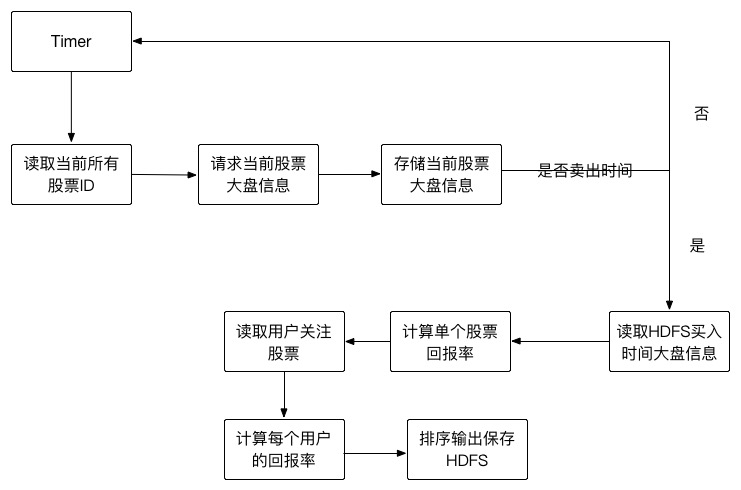 Timer
否
读取当前所有
股票ID
请求当前股票
大盘信息
存储当前股票
大盘信息
是否卖出时间
是
读取用户关注
股票
计算单个股票
回报率
读取HDFS买入
时间大盘信息
计算每个用户
的回报率
排序输出保存
HDFS